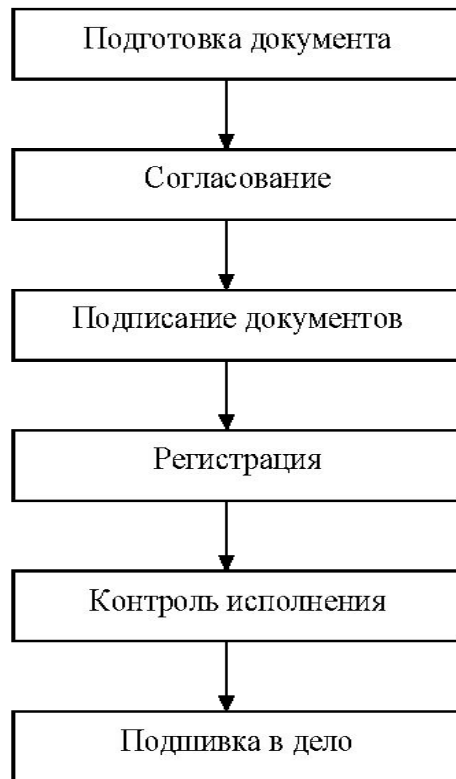 Подготовка документа
Согласование
Подписание документов
Регистрация
Контроль исполнения
Подшивка в дело